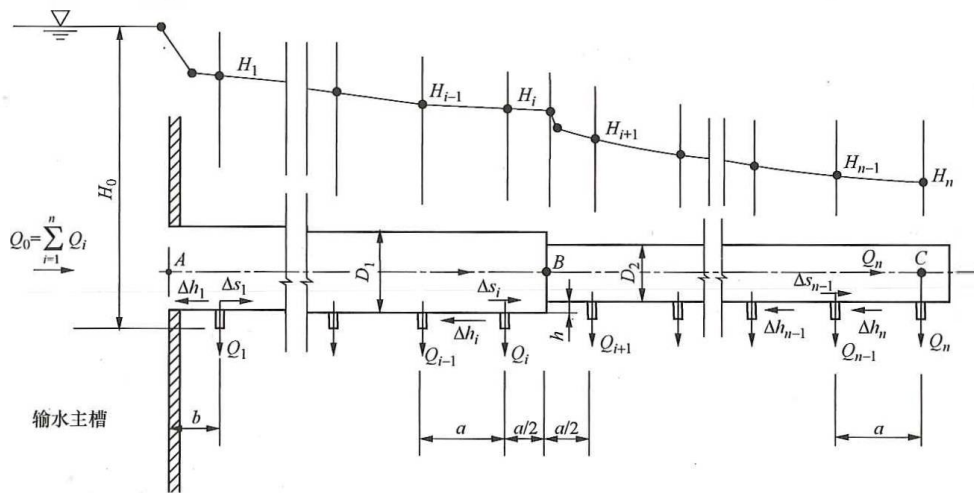 H₁
H_{i-1}
H_i
H_{i+1}
H_{n-1}
H_n
H₀
Q₀=∑_{i=1}^{n} Q_i
A
D₁
B
D₂
Q_n
C
Δh₁
Δs₁
Δs_i
Δs_{n-1}
Δh_i
h
Δh_{n-1}
Δh_n
Q₁
Q_{i-1}
Q_i
Q_{i+1}
Q_{n-1}
Q_n
输水主槽
b
a
a/2
a/2
a